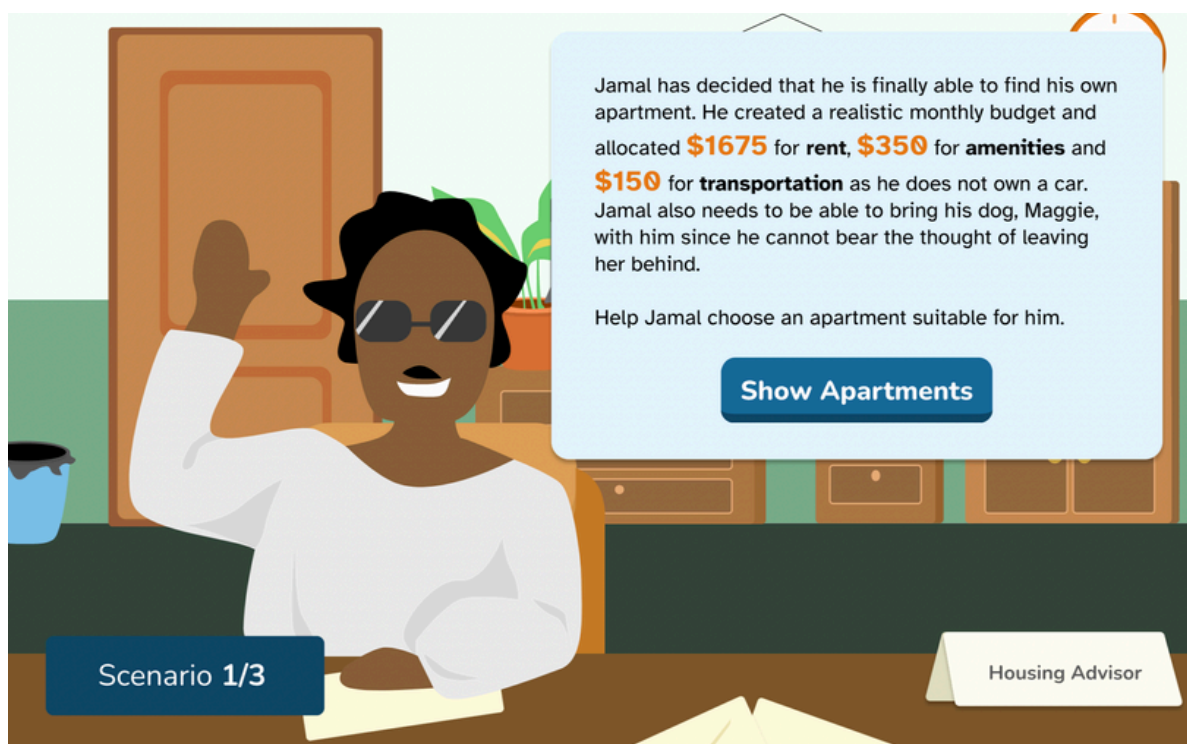 Jamal has decided that he is finally able to find his own
apartment. He created a realistic monthly budget and
allocated $1675 for rent, $350 for amenities and
$150 for transportation as he does not own a car.
Jamal also needs to be able to bring his dog, Maggie,
with him since he cannot bear the thought of leaving
her behind.
Help Jamal choose an apartment suitable for him.
Show Apartments
Scenario 1/3
Housing Advisor